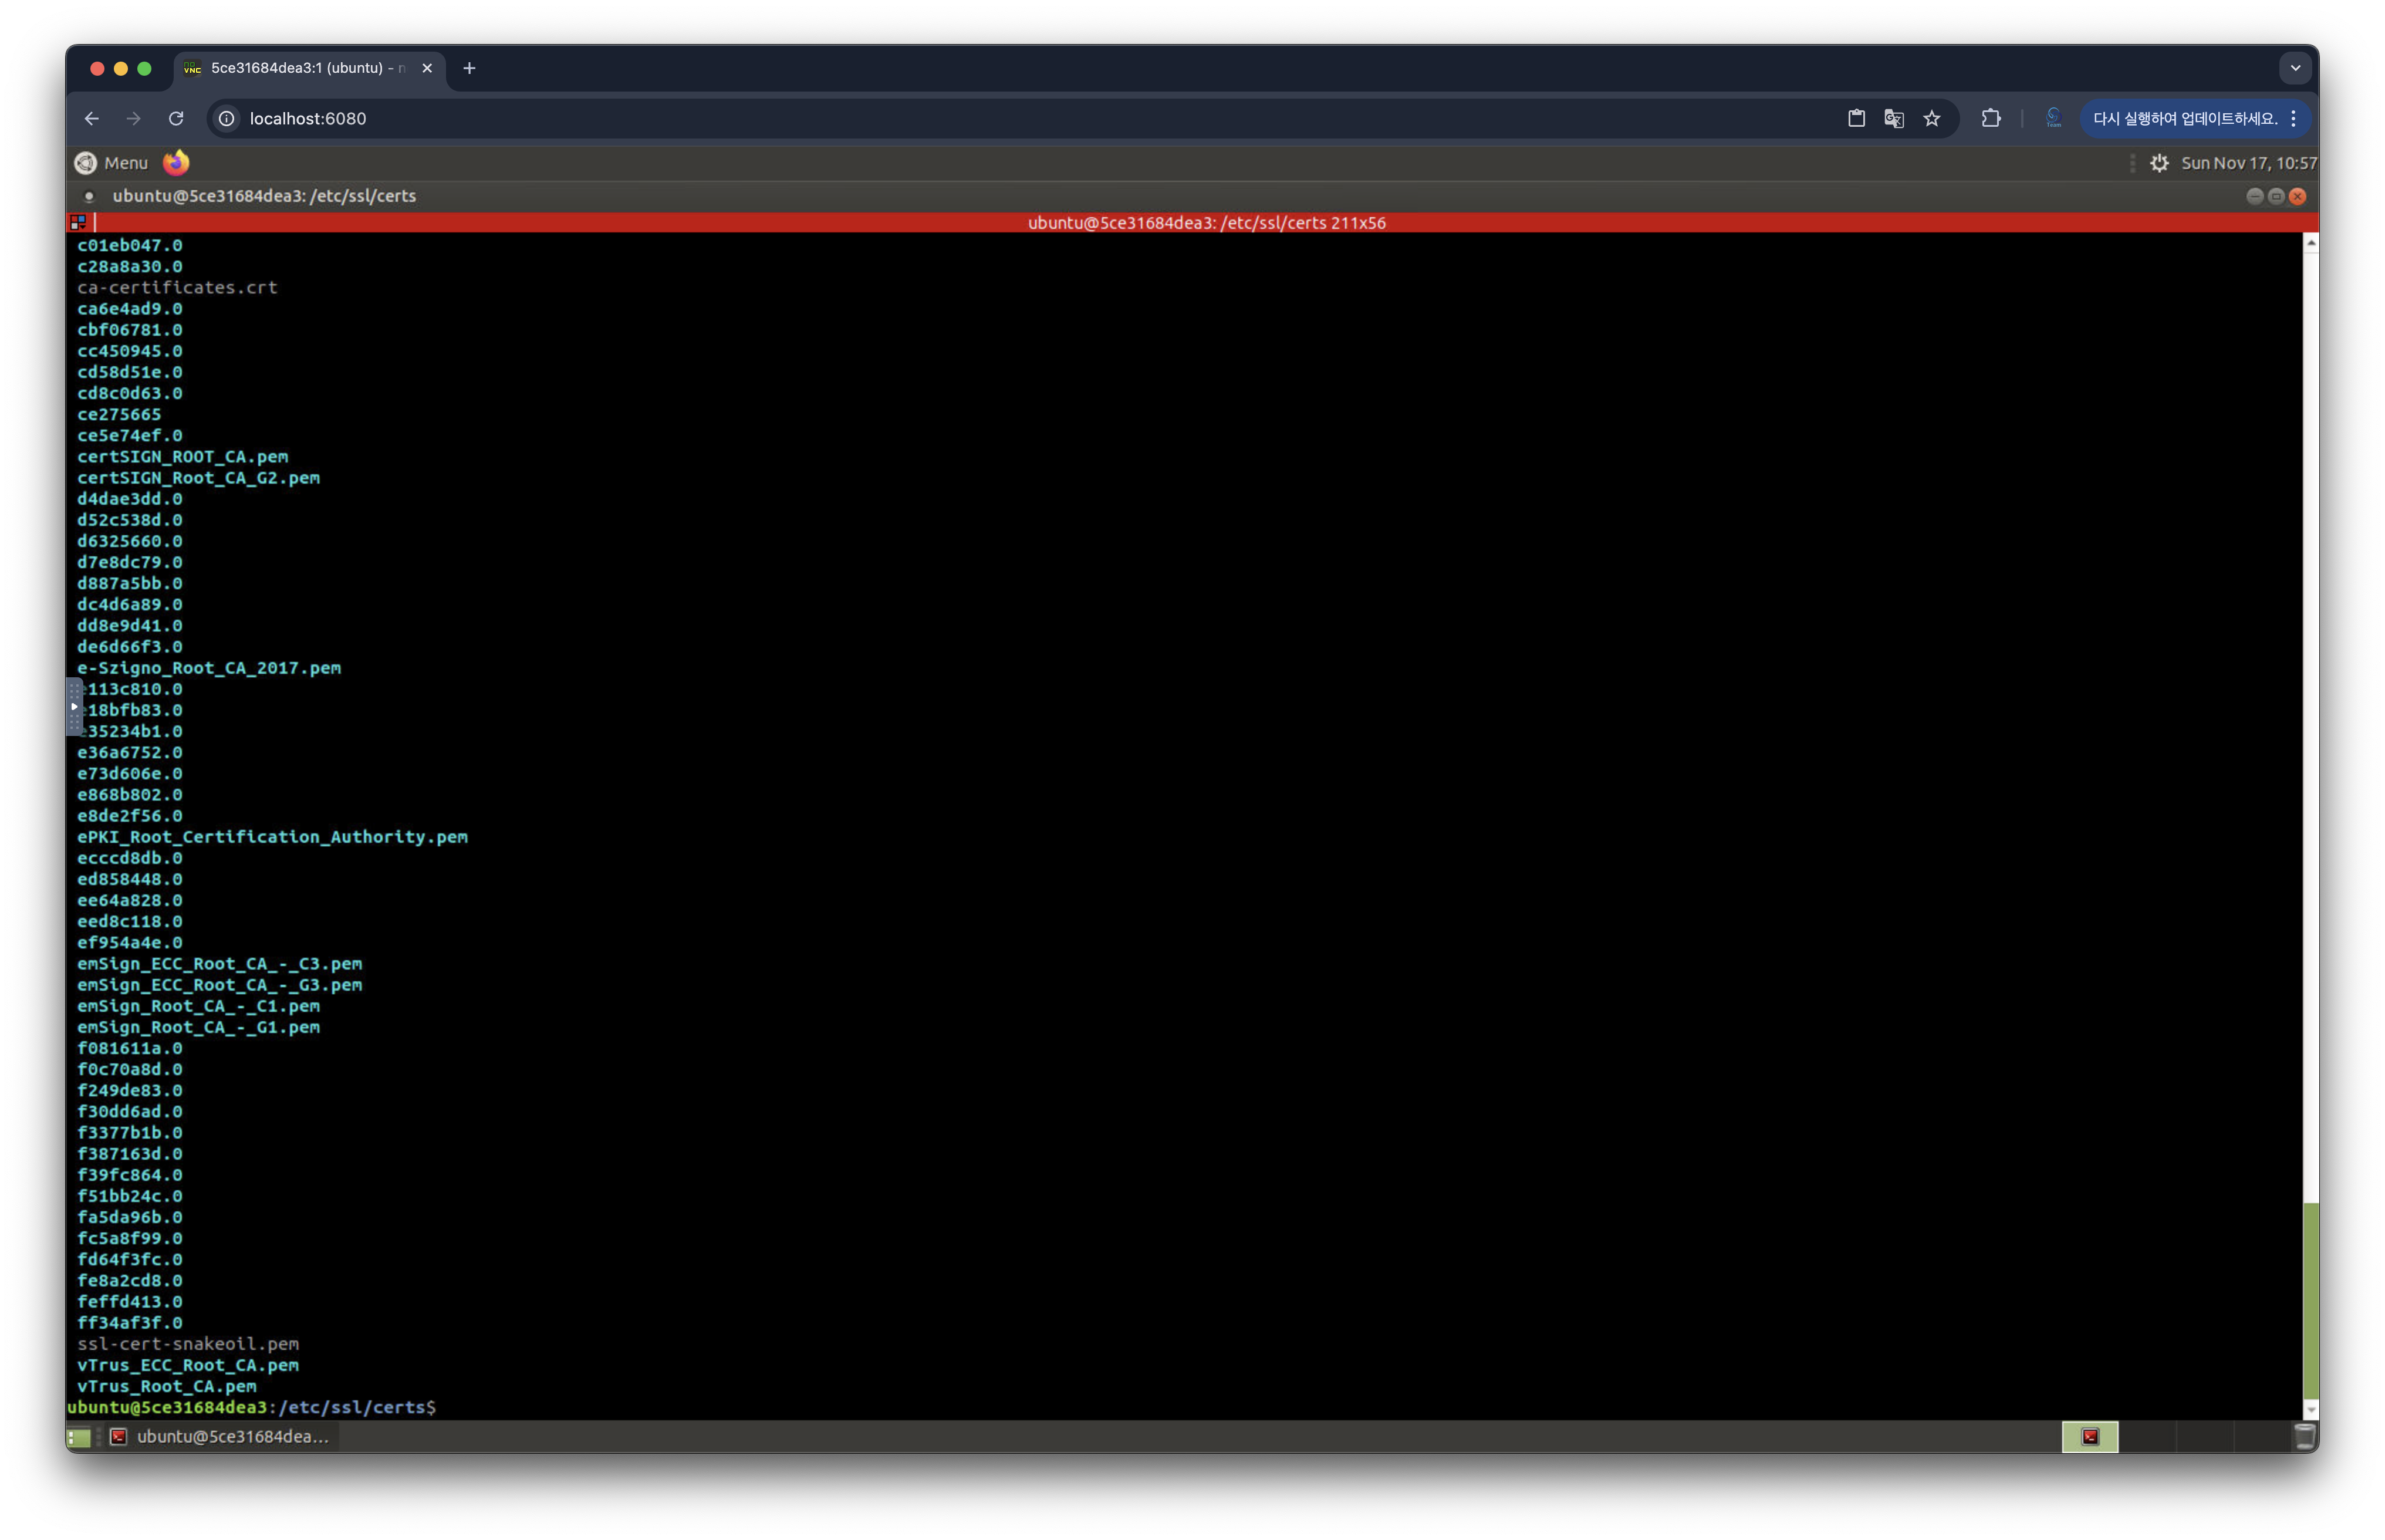 5ce31684dea3:1 (ubuntu) - n
localhost:6080
다시 실행하여 업데이트하세요.
Menu
Sun Nov 17, 10:57
ubuntu@5ce31684dea3: /etc/ssl/certs
ubuntu@5ce31684dea3: /etc/ssl/certs 211x56
c01eb047.0
c28a8a30.0
ca-certificates.crt
ca6e4ad9.0
cbf06781.0
cc450945.0
cd58d51e.0
cd8c0d63.0
ce275665
ce5e74ef.0
certSIGN_ROOT_CA.pem
certSIGN_Root_CA_G2.pem
d4dae3dd.0
d52c538d.0
d6325660.0
d7e8dc79.0
d887a5bb.0
dc4d6a89.0
dd8e9d41.0
de6d66f3.0
e-Szigno_Root_CA_2017.pem
e113c810.0
e18bfb83.0
e35234b1.0
e36a6752.0
e73d606e.0
e868b802.0
e8de2f56.0
ePKI_Root_Certification_Authority.pem
ecccd8db.0
ed858448.0
ee64a828.0
eed8c118.0
ef954a4e.0
emSign_ECC_Root_CA_-_C3.pem
emSign_ECC_Root_CA_-_G3.pem
emSign_Root_CA_-_C1.pem
emSign_Root_CA_-_G1.pem
f081611a.0
f0c70a8d.0
f249de83.0
f30dd6ad.0
f3377b1b.0
f387163d.0
f39fc864.0
f51bb24c.0
fa5da96b.0
fc5a8f99.0
fd64f3fc.0
fe8a2cd8.0
feffd413.0
ff34af3f.0
ssl-cert-snakeoil.pem
vTrus_ECC_Root_CA.pem
vTrus_Root_CA.pem
ubuntu@5ce31684dea3:/etc/ssl/certs$
ubuntu@5ce31684dea...